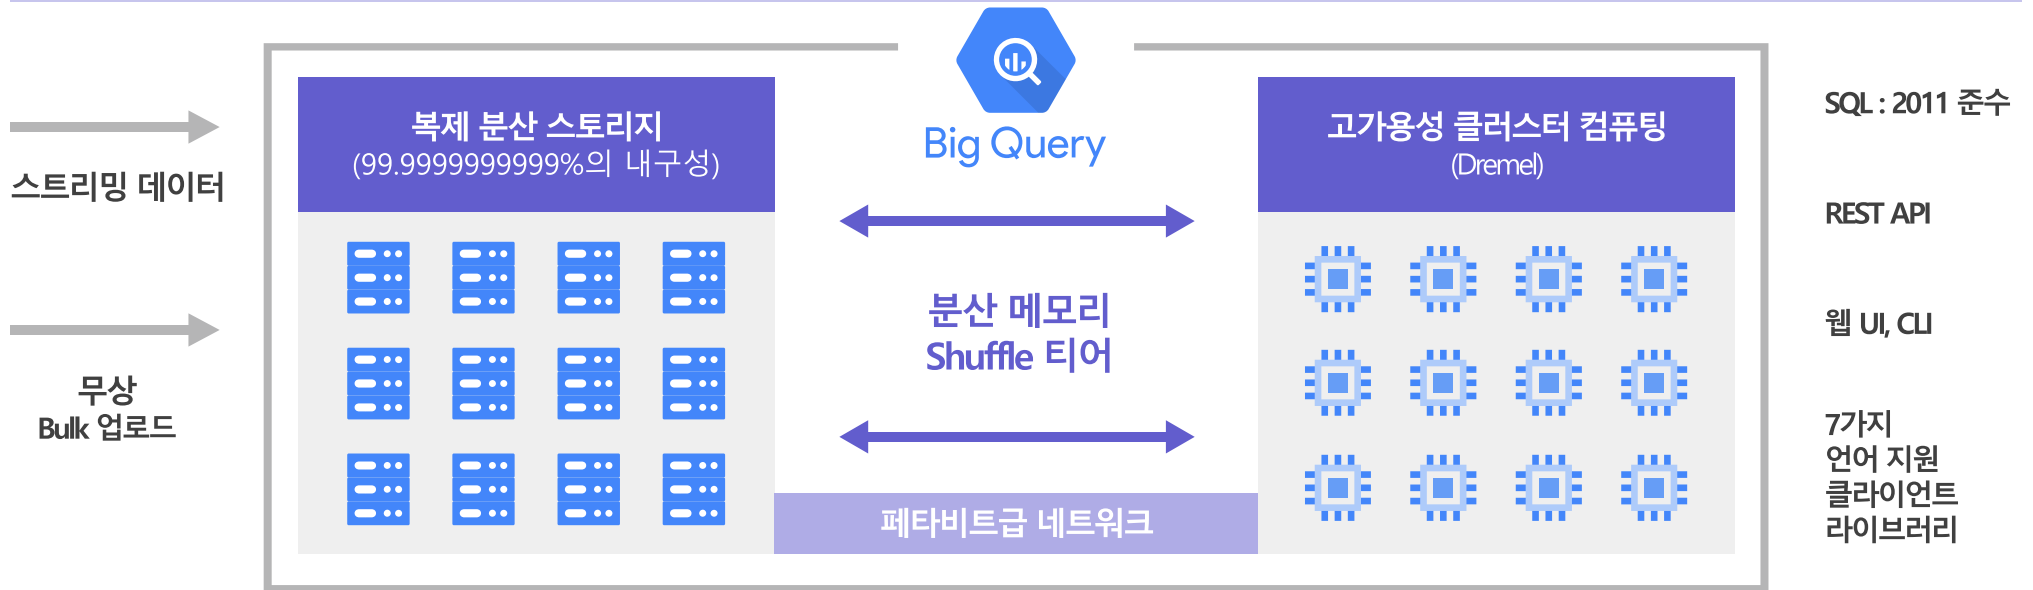 스트리밍 데이터
무상
Bulk 업로드
복제 분산 스토리지
(99.9999999999%의 내구성)
Big Query
분산 메모리
Shuffle 티어
페타비트급 네트워크
고가용성 클러스터 컴퓨팅
(Dremel)
SQL : 2011 준수
REST API
웹 UI, CLI
7가지
언어 지원
클라이언트
라이브러리